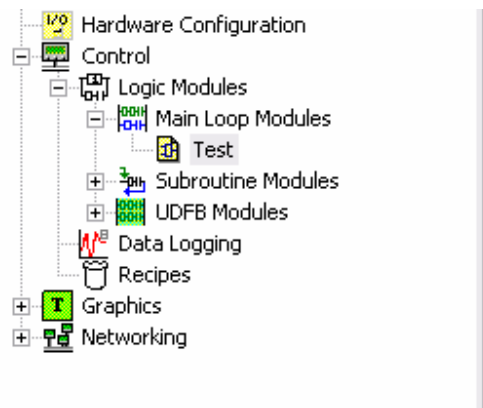 Hardware Configuration
Control
Logic Modules
Main Loop Modules
Test
Subroutine Modules
UDFB Modules
Data Logging
Recipes
T Graphics
Networking